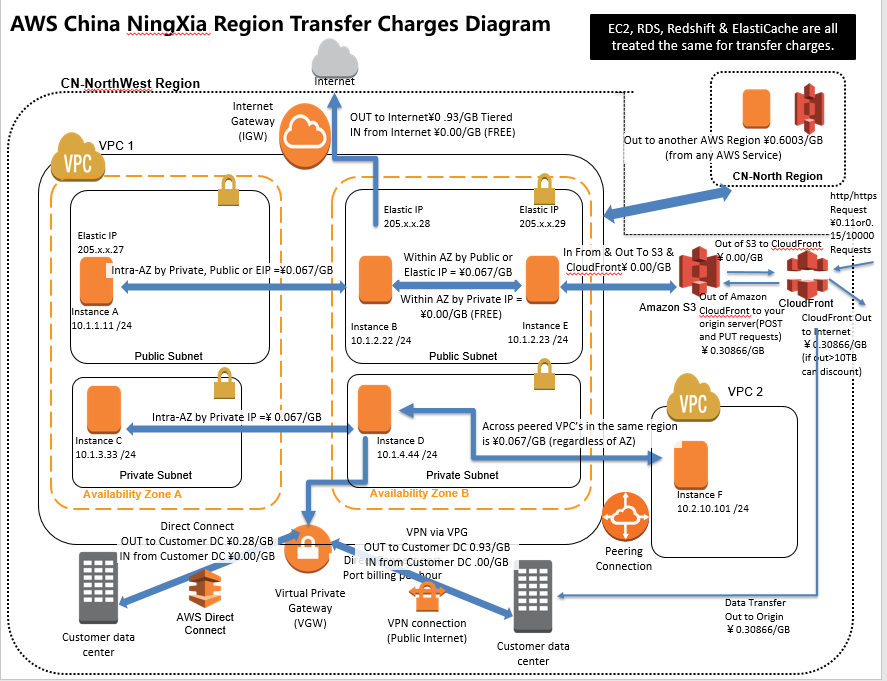 AWS China NingXia Region Transfer Charges Diagram
EC2, RDS, Redshift & ElastiCache are all
treated the same for transfer charges.
Internet
CN-NorthWest Region
Internet
Gateway
(IGW)
OUT to Internet¥0 .93/GB Tiered
IN from Internet ¥0.00/GB (FREE)
Out to another AWS Region ¥0.6003/GB
(from any AWS Service)
CN-North Region
VPC
VPC 1
http/https
Request
¥0.11or0.
15/10000
Requests
Elastic IP
205.x.x.27
Elastic IP
205.x.x.28
Elastic IP
205.x.x.29
Intra-AZ by Private, Public or EIP =¥0.067/GB
Within AZ by Public or
Elastic IP = ¥0.067/GB
Within AZ by Private IP =
¥0.00/GB (FREE)
In From & Out To S3 &
CloudFront¥ 0.00/GB
Out of S3 to CloudFront
¥0.00/GB
Instance A
10.1.1.11 /24
Instance B
10.1.2.22 /24
Instance E
10.1.2.23 /24
Public Subnet
Public Subnet
Amazon S3
Out of Amazon
CloudFront to your
origin server(POST
and PUT requests)
¥0.30866/GB
CloudFront
CloudFront Out
to Internet
¥0.30866/GB
(if out>10TB
can discount)
Intra-AZ by Private IP =¥ 0.067/GB
Instance C
10.1.3.33 /24
Instance D
10.1.4.44 /24
Private Subnet
Private Subnet
Availability Zone A
Availability Zone B
Across peered VPC's in the same region
is ¥0.067/GB (regardless of AZ)
VPC
VPC 2
Instance F
10.2.10.101 /24
Peering
Connection
Direct Connect
OUT to Customer DC ¥0.28/GB
IN from Customer DC ¥0.00/GB
VPN via VPG
OUT to Customer DC 0.93/GB
IN from Customer DC .00/GB
Port billing per hour
Customer data
center
AWS Direct
Connect
Virtual Private
Gateway
(VGW)
VPN connection
(Public Internet)
Customer data
center
Data Transfer
Out to Origin
¥0.30866/GB